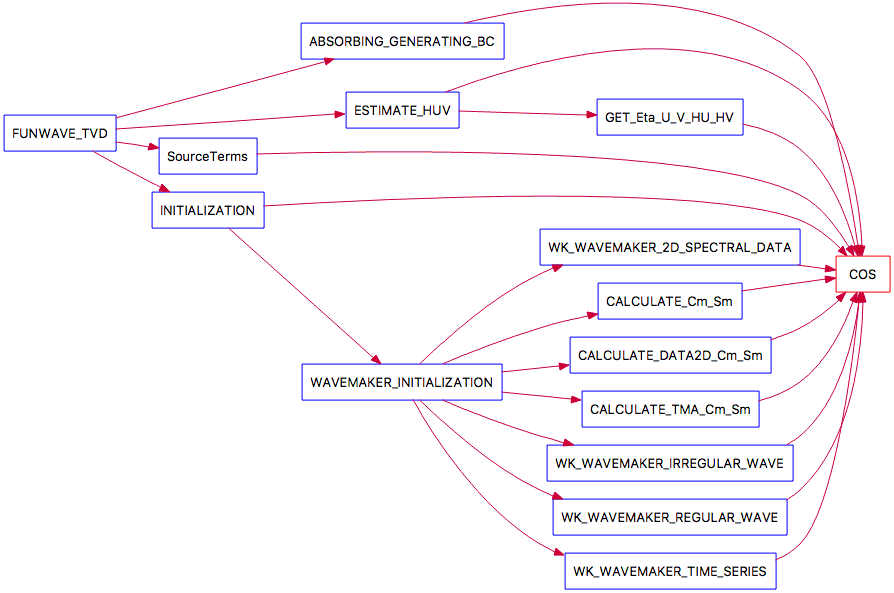 ABSORBING_GENERATING_BC
ESTIMATE_HUV
GET_Eta_U_V_HU_HV
FUNWAVE_TVD
SourceTerms
INITIALIZATION
WK_WAVEMAKER_2D_SPECTRAL_DATA
COS
CALCULATE_Cm_Sm
CALCULATE_DATA2D_Cm_Sm
WAVEMAKER_INITIALIZATION
CALCULATE_TMA_Cm_Sm
WK_WAVEMAKER_IRREGULAR_WAVE
WK_WAVEMAKER_REGULAR_WAVE
WK_WAVEMAKER_TIME_SERIES